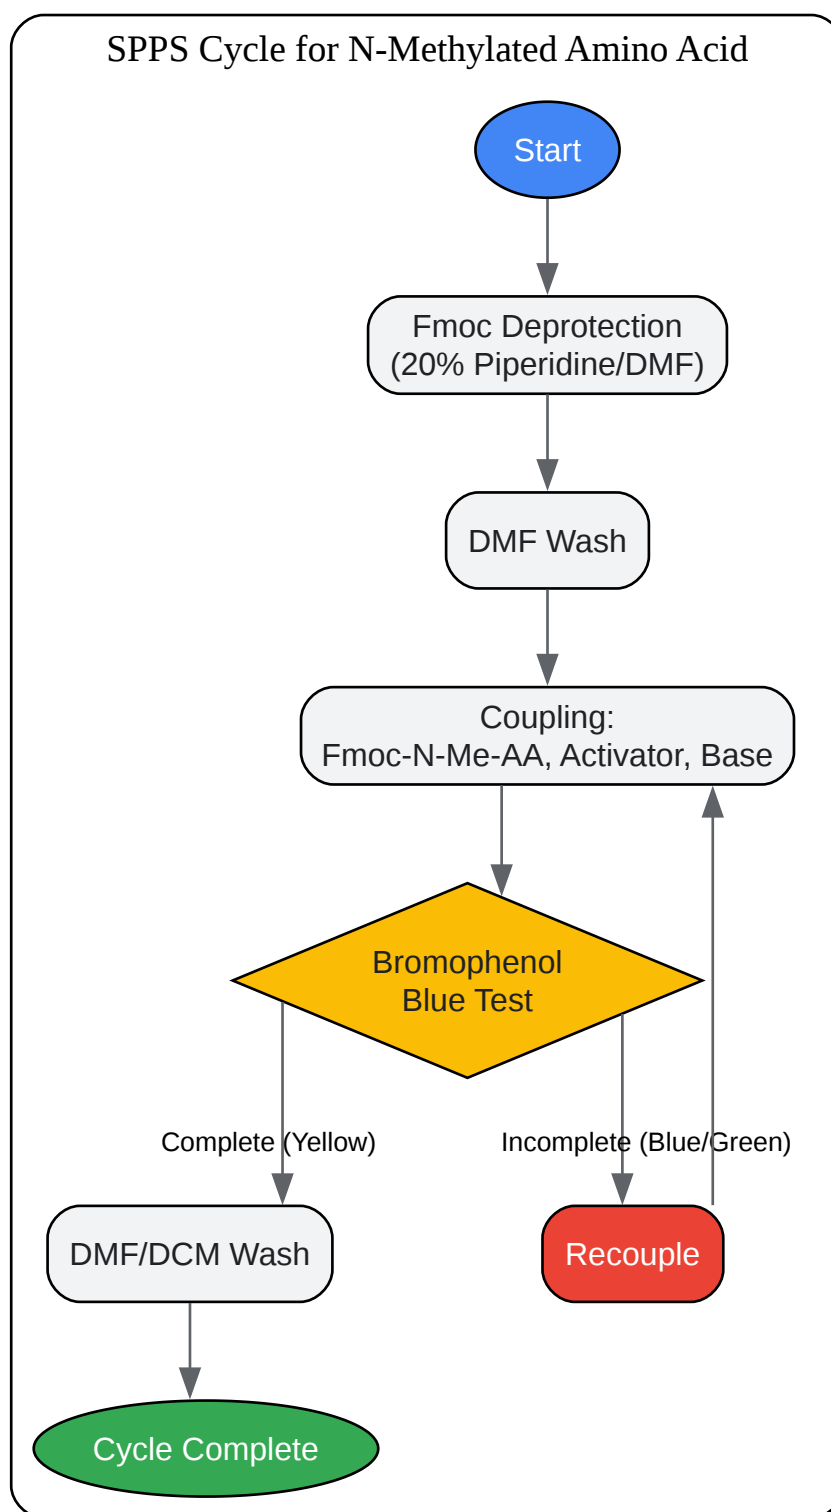 SPPS Cycle for N-Methylated Amino Acid
Start
Fmoc Deprotection
(20% Piperidine/DMF)
DMF Wash
Coupling:
Fmoc-N-Me-AA, Activator, Base
Bromophenol
Blue Test
Complete (Yellow)
Incomplete (Blue/Green)
DMF/DCM Wash
Recouple
Cycle Complete